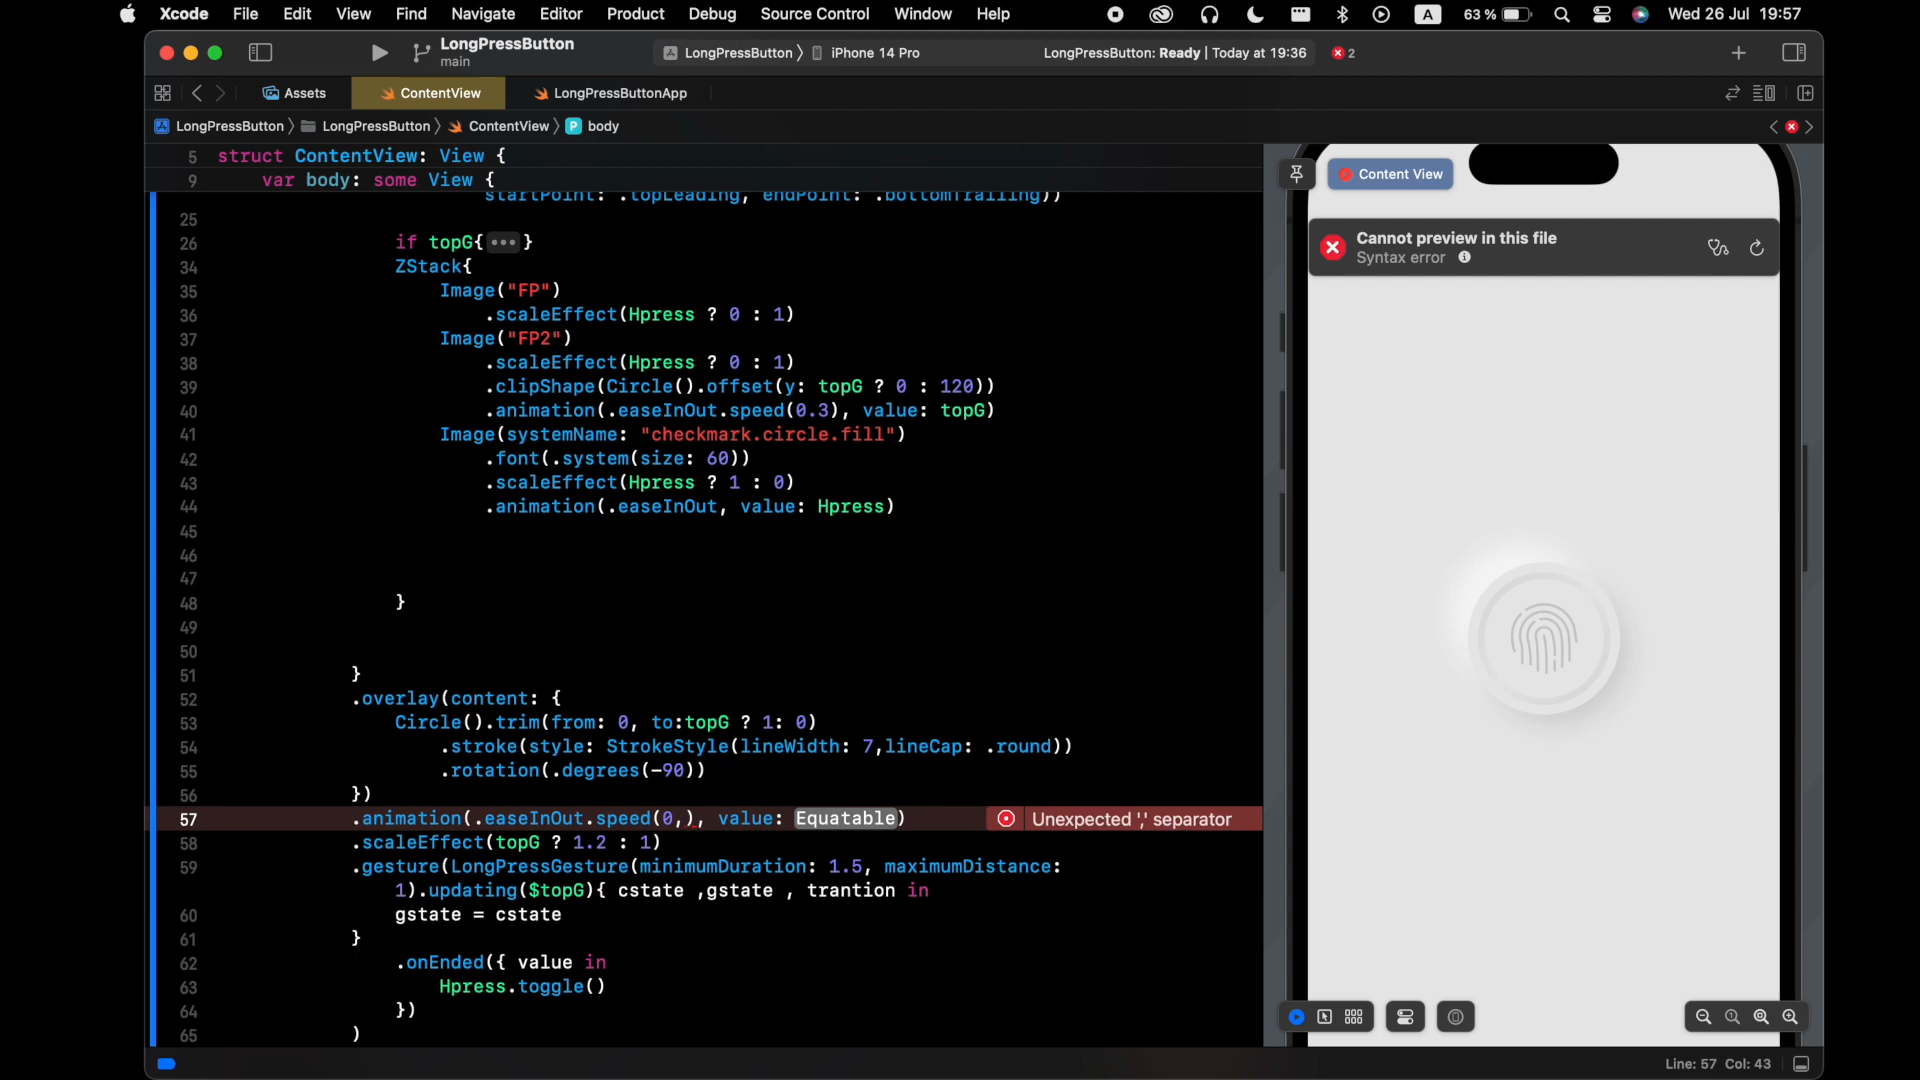 Xcode File Edit View Find Navigate Editor Product Debug Source Control Window Help A 63 % Wed 26 Jul 19:57
LongPressButton
main
LongPressButton 〉 iPhone 14 Pro LongPressButton: Ready | Today at 19:36 2
Assets ContentView LongPressButtonApp
LongPressButton 〉 LongPressButton 〉 ContentView 〉 P body
5 struct ContentView: View {
9 var body: some View {
startPoint: .topLeading, endPoint: .bottomTrailing))
25
26 if topG{•••}
34 ZStack{
35 Image("FP")
36 .scaleEffect(Hpress ? 0 : 1)
37 Image("FP2")
38 .scaleEffect(Hpress ? 0 : 1)
39 .clipShape(Circle().offset(y: topG ? 0 : 120))
40 .animation(.easeInOut.speed(0.3), value: topG)
41 Image(systemName: "checkmark.circle.fill")
42 .font(.system(size: 60))
43 .scaleEffect(Hpress ? 1 : 0)
44 .animation(.easeInOut, value: Hpress)
45
46
47
48 }
49
50
51 }
52 .overlay(content: {
53 Circle().trim(from: 0, to:topG ? 1: 0)
54 .stroke(style: StrokeStyle(lineWidth: 7,lineCap: .round))
55 .rotation(.degrees(-90))
56 })
57 .animation(.easeInOut.speed(0,), value: Equatable) Unexpected ',' separator
58 .scaleEffect(topG ? 1.2 : 1)
59 .gesture(LongPressGesture(minimumDuration: 1.5, maximumDistance:
1).updating($topG){ cstate ,gstate , trantion in
60 gstate = cstate
61 }
62 .onEnded({ value in
63 Hpress.toggle()
64 })
65 )
Content View
Cannot preview in this file
Syntax error
Line: 57 Col: 43